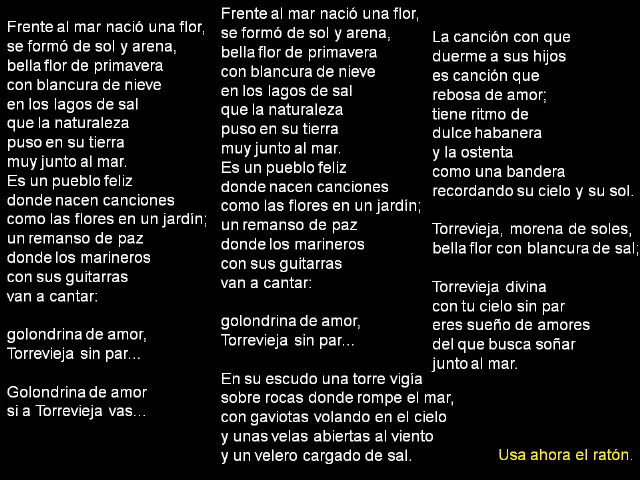 Frente al mar nació una flor,
se formó de sol y arena,
bella flor de primavera
con blancura de nieve
en los lagos de sal
que la naturaleza
puso en su tierra
muy junto al mar.
Es un pueblo feliz
donde nacen canciones
como las flores en un jardín;
un remanso de paz
donde los marineros
con sus guitarras
van a cantar:

golondrina de amor,
Torrevieja sin par...

Golondrina de amor
si a Torrevieja vas...

Frente al mar nació una flor,
se formó de sol y arena,
bella flor de primavera
con blancura de nieve
en los lagos de sal
que la naturaleza
puso en su tierra
muy junto al mar.
Es un pueblo feliz
donde nacen canciones
como las flores en un jardín;
un remanso de paz
donde los marineros
con sus guitarras
van a cantar:

golondrina de amor,
Torrevieja sin par...

En su escudo una torre vigía
sobre rocas donde rompe el mar,
con gaviotas volando en el cielo
y unas velas abiertas al viento
y un velero cargado de sal.

La canción con que
duerme a sus hijos
es canción que
rebosa de amor;
tiene ritmo de
dulce habanera
y la ostenta
como una bandera
recordando su cielo y su sol.

Torrevieja, morena de soles,
bella flor con blancura de sal;

Torrevieja divina
con tu cielo sin par
eres sueño de amores
del que busca soñar
junto al mar.

Usa ahora el ratón.